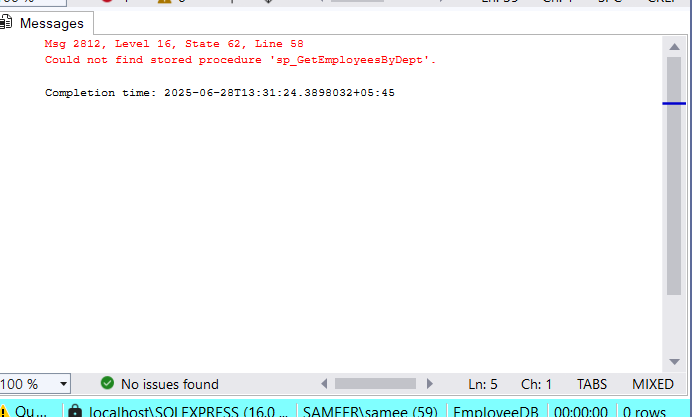 Messages
Msg 2812, Level 16, State 62, Line 58
Could not find stored procedure 'sp_GetEmployeesByDept'.
Completion time: 2025-06-28T13:31:24.3898032+05:45
100 % No issues found Ln: 5 Ch: 1 TABS MIXED
Qu... localhost\SQLEXPRESS (16.0 ... SAMEER\samee (59) EmployeeDB 00:00:00 0 rows